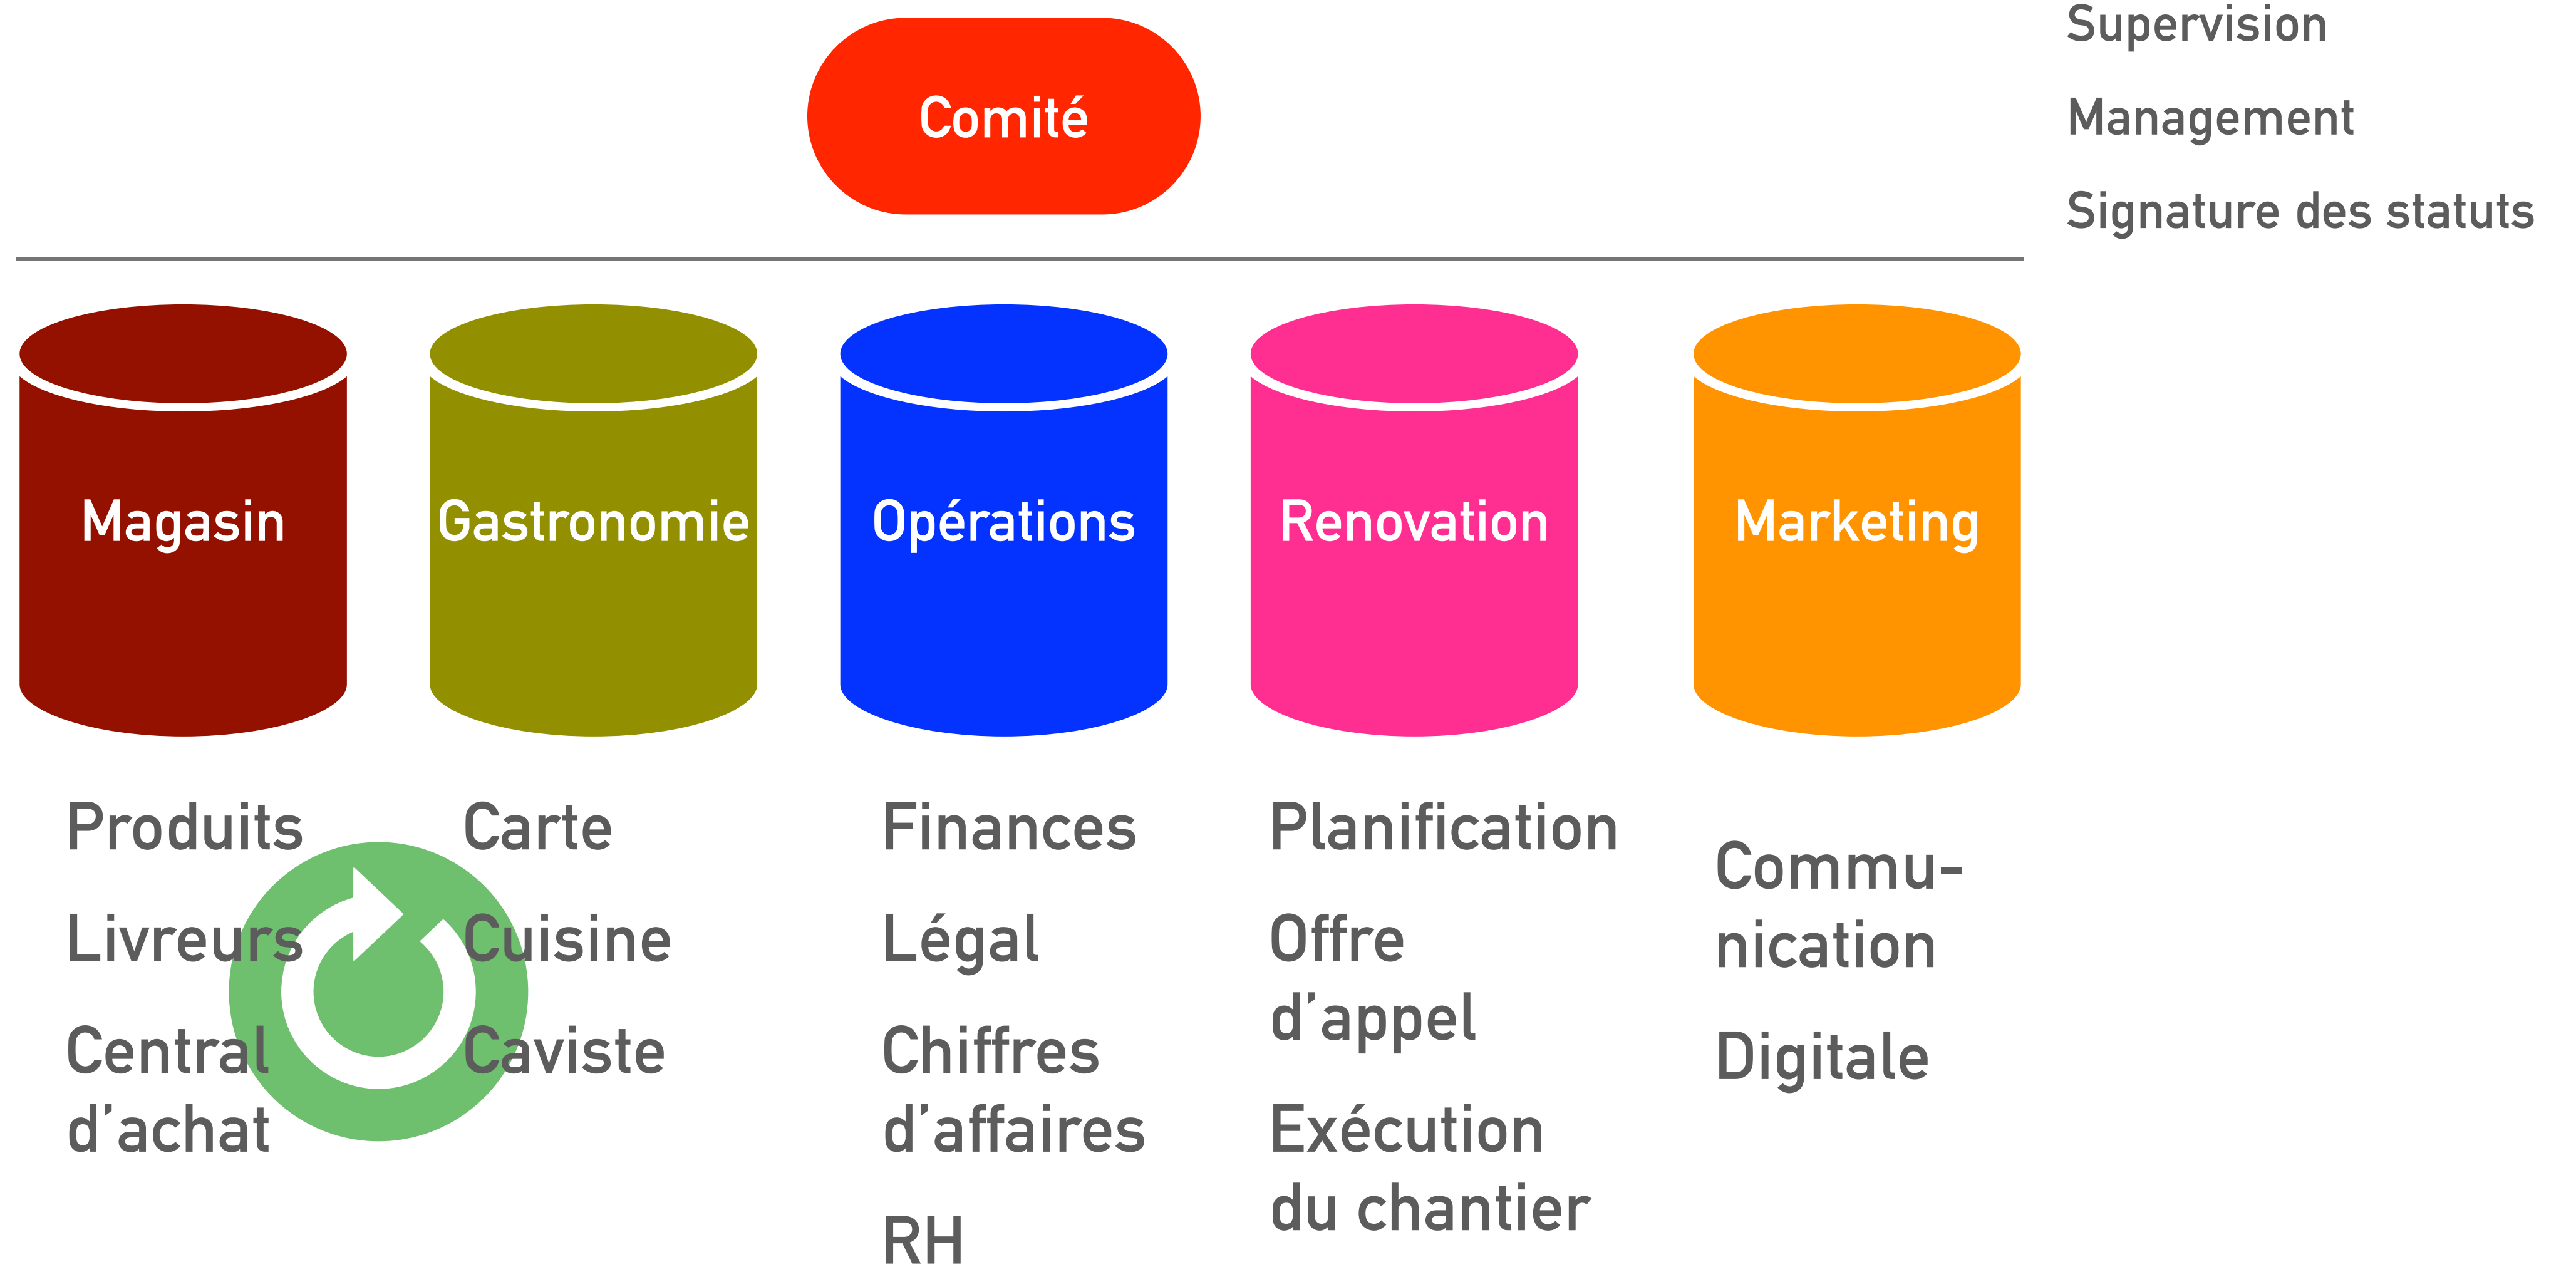 Supervision
Management
Signature des statuts
Comité
Magasin
Gastronomie
Opérations
Renovation
Marketing
Produits
Livreurs
Central
d’achat
Carte
Cuisine
Caviste
Finances
Légal
Chiffres
d’affaires
RH
Planification
Offre
d’appel
Exécution
du chantier
Commu-
nication
Digitale